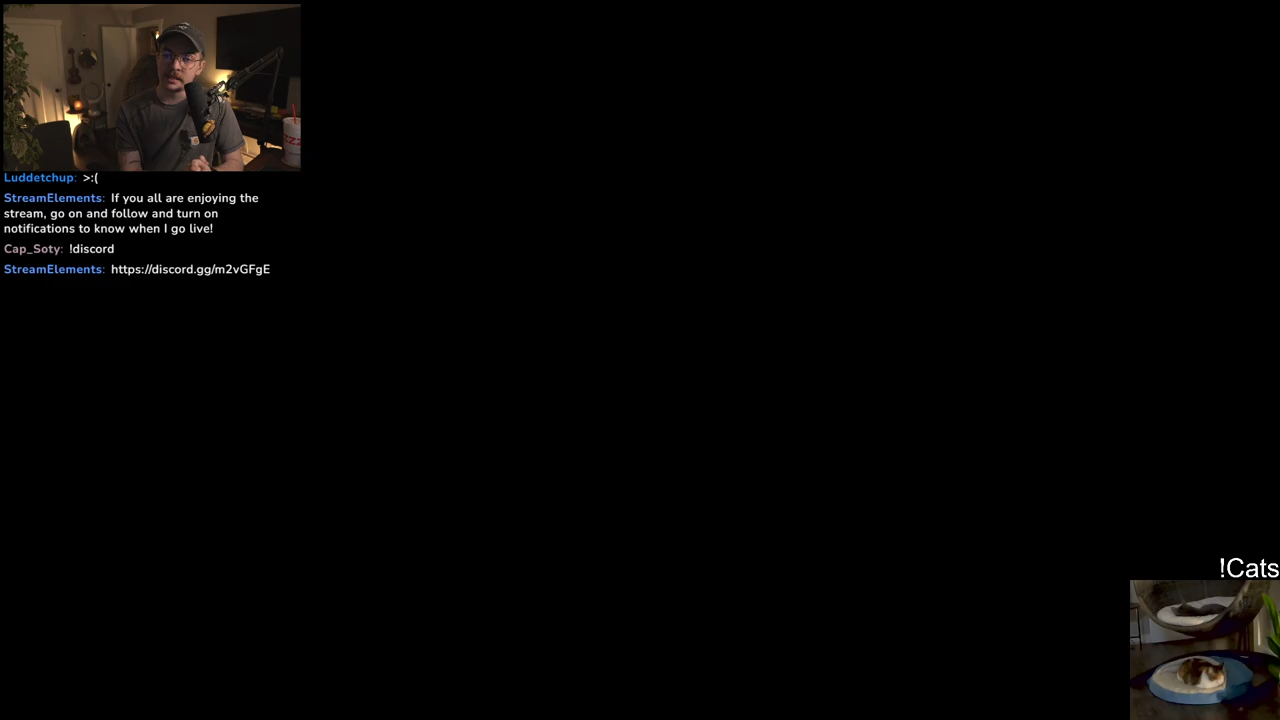 Luddetchup: >:(
StreamElements: If you all are enjoying the
stream, go on and follow and turn on
notifications to know when I go live!
Cap_Soty: !discord
StreamElements: https://discord.gg/m2vGFgE
!Cats